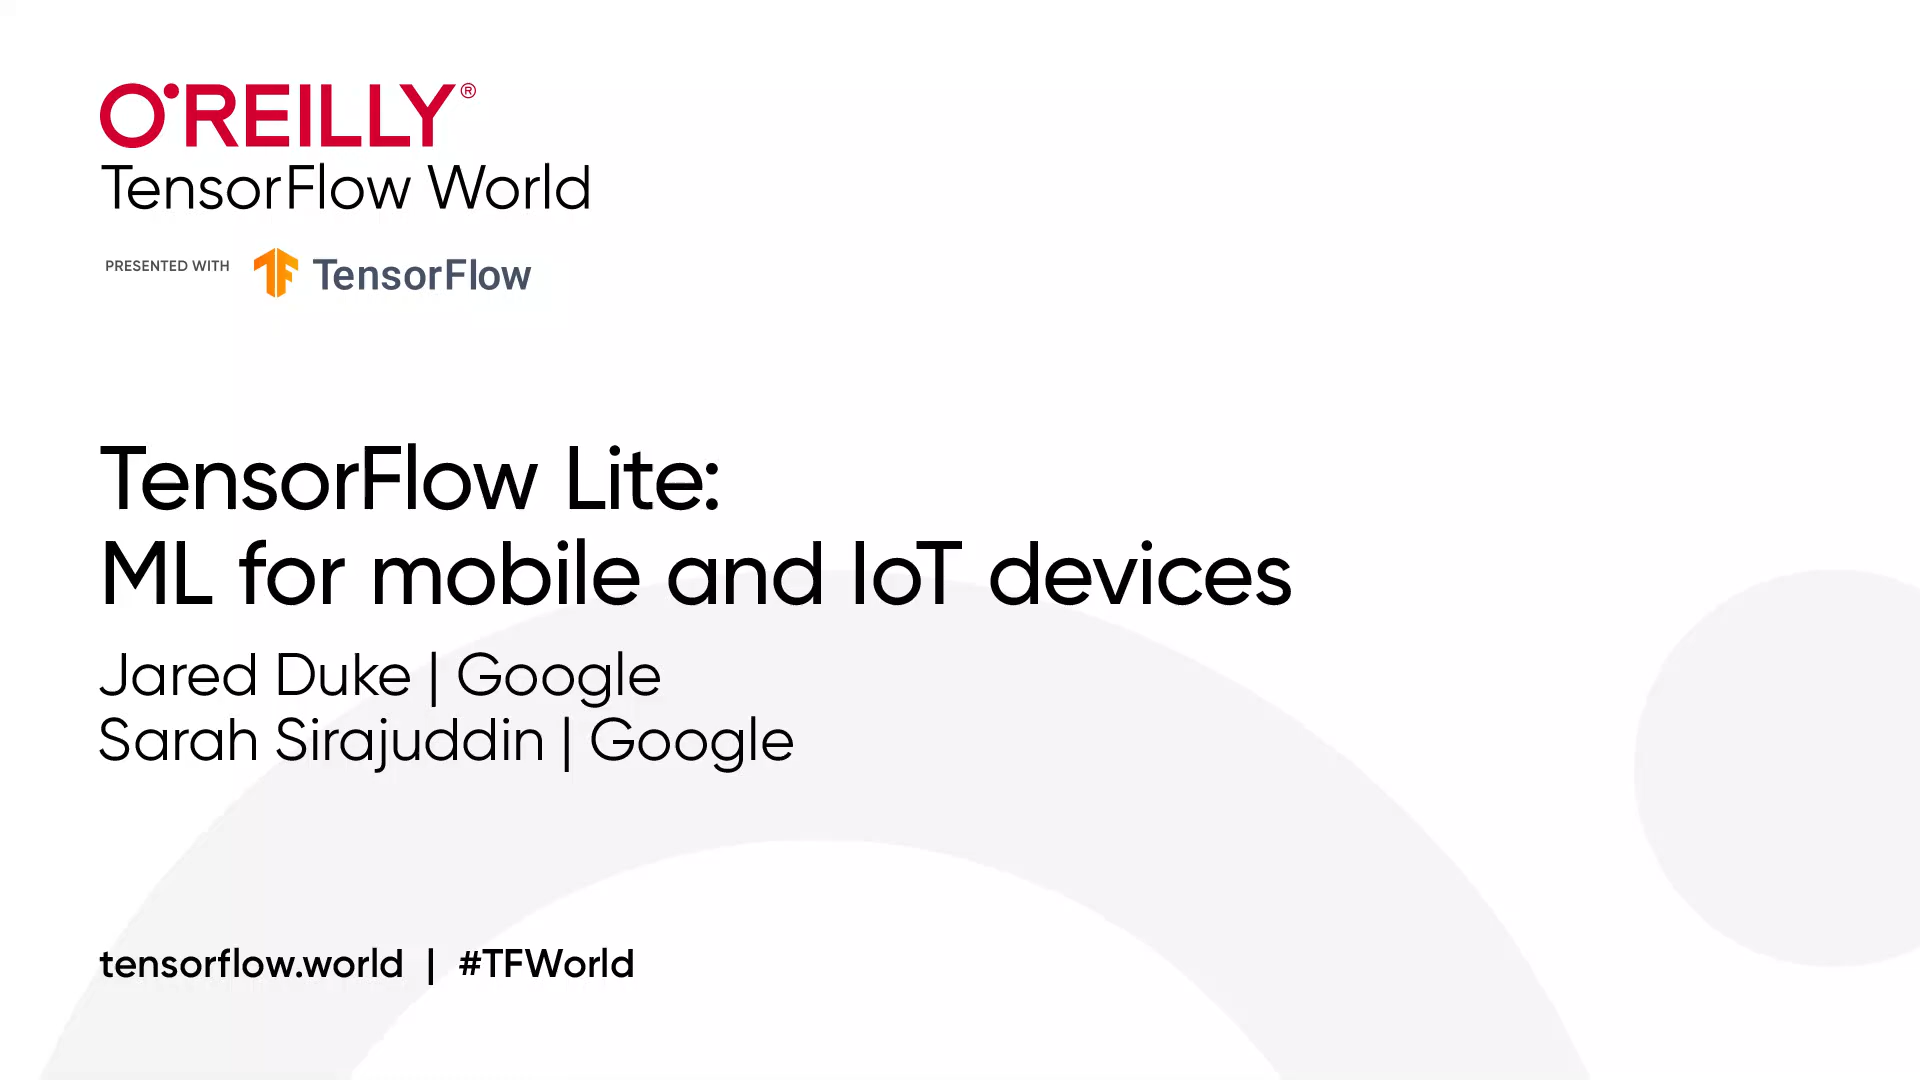 O'REILLY®
TensorFlow World
PRESENTED WITH TensorFlow
TensorFlow Lite:
ML for mobile and IoT devices
Jared Duke | Google
Sarah Sirajuddin | Google
tensorflow.world | #TFWorld